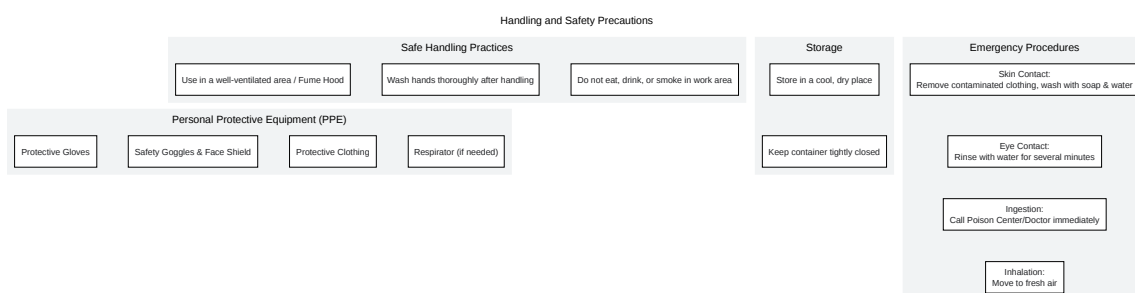 Handling and Safety Precautions
Safe Handling Practices
Use in a well-ventilated area / Fume Hood
Wash hands thoroughly after handling
Do not eat, drink, or smoke in work area
Personal Protective Equipment (PPE)
Protective Gloves
Safety Goggles & Face Shield
Protective Clothing
Respirator (if needed)
Storage
Store in a cool, dry place
Keep container tightly closed
Emergency Procedures
Skin Contact:
Remove contaminated clothing, wash with soap & water
Eye Contact:
Rinse with water for several minutes
Ingestion:
Call Poison Center/Doctor immediately
Inhalation:
Move to fresh air